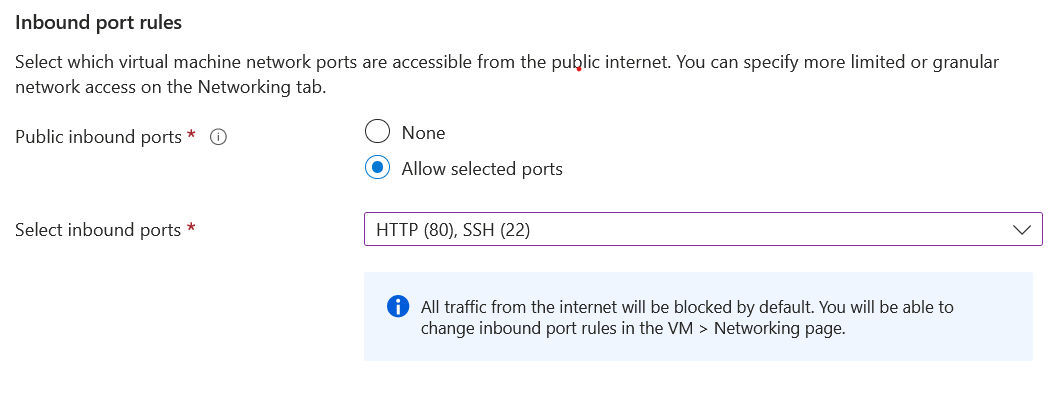 Inbound port rules
Select which virtual machine network ports are accessible from the public internet. You can specify more limited or granular
network access on the Networking tab.
Public inbound ports *
None
Allow selected ports
Select inbound ports *
HTTP (80), SSH (22)
All traffic from the internet will be blocked by default. You will be able to
change inbound port rules in the VM > Networking page.